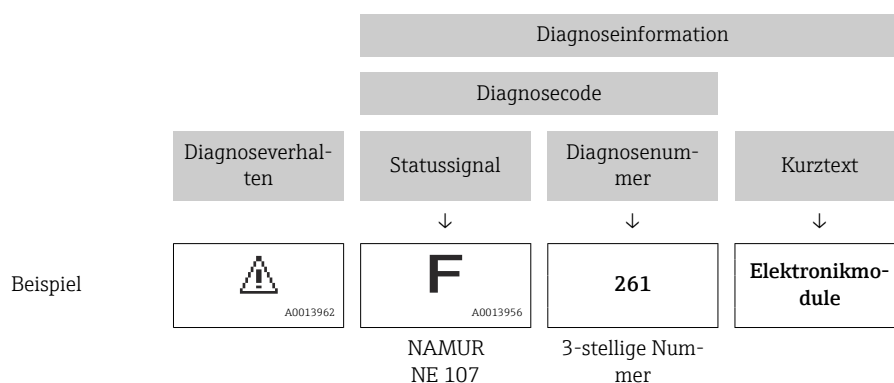 Diagnoseinformation
Diagnosecode
Diagnoseverhal-
ten
Statussignal
Diagnosenum-
mer
Kurztext
↓ ↓ ↓
Beispiel
A0013962
F
A0013956
261
Elektronikmo-
dule
NAMUR
NE 107
3-stellige Num-
mer